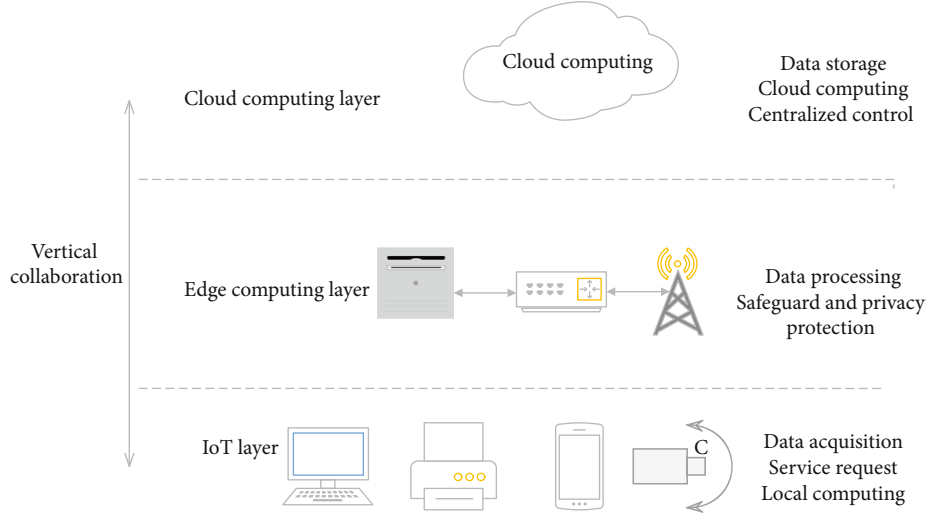 Cloud computing
Cloud computing layer
Data storage
Cloud computing
Centralized control
Vertical
collaboration
Edge computing layer
Data processing
Safeguard and privacy
protection
IoT layer
C
Data acquisition
Service request
Local computing